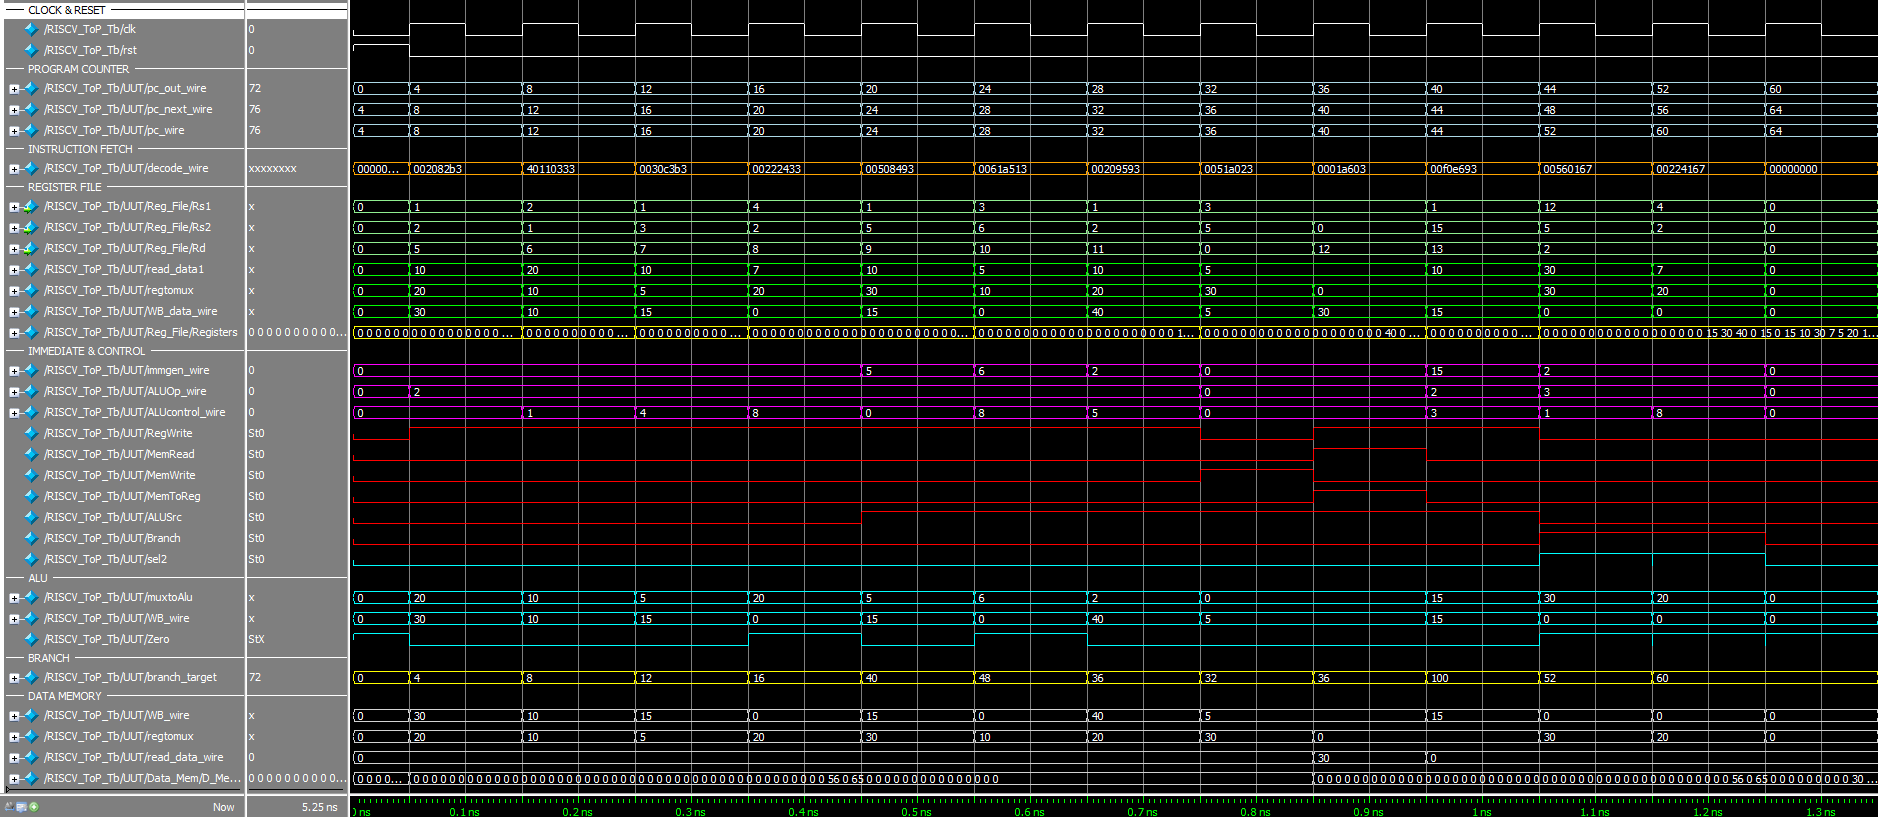 CLOCK & RESET
/RISCV_ToP_Tb/clk 0
/RISCV_ToP_Tb/rst 0
PROGRAM COUNTER
/RISCV_ToP_Tb/UUT/pc_out_wire 72 0 4 8 12 16 20 24 28 32 36 40 44 52 60
/RISCV_ToP_Tb/UUT/pc_next_wire 76 4 8 12 16 20 24 28 32 36 40 44 48 56 64
/RISCV_ToP_Tb/UUT/pc_wire 76 4 8 12 16 20 24 28 32 36 40 44 52 60 64
INSTRUCTION FETCH
/RISCV_ToP_Tb/UUT/decode_wire xxxxxxxx 00000... 002082b3 40110333 0030c3b3 00222433 00508493 0061a513 00209593 0051a023 0001a603 00f0e693 00560167 00224167 00000000
REGISTER FILE
/RISCV_ToP_Tb/UUT/Reg_File/Rs1 x 0 1 2 1 4 1 3 1 3 1 12 4 0
/RISCV_ToP_Tb/UUT/Reg_File/Rs2 x 0 2 1 3 2 5 6 2 5 0 15 5 2 0
/RISCV_ToP_Tb/UUT/Reg_File/Rd x 0 5 6 7 8 9 10 11 0 12 13 2 0
/RISCV_ToP_Tb/UUT/read_data1 x 0 10 20 10 7 10 5 10 5 10 30 7 0
/RISCV_ToP_Tb/UUT/regtomux x 0 20 10 5 20 30 10 20 30 0 30 20 0
/RISCV_ToP_Tb/UUT/WB_data_wire x 0 30 10 15 0 15 0 40 5 30 15 0 0 0
/RISCV_ToP_Tb/UUT/Reg_File/Registers 0 0 0 0 0 0 0 0 0 0 0... 0 0 0 0 0 0 0 0 0 0 0 0 0 0 0 0 ... 0 0 0 0 0 0 0 0 0 ... 0 0 0 0 0 0 0 0 0 ... 0 0 0 0 0 0 0 0 0 0 0 0 0 0 0 0 0 0 0 ... 0 0 0 0 0 0 0 0 0 0 0 0 0 0 0 0 0 0 1... 0 0 0 0 0 0 0 0 0 0 0 0 0 0 0 0 40 0 ... 0 0 0 0 0 0 0 0 ... 0 0 0 0 0 0 0 0 0 0 0 0 0 0 0 0 0 0 15 30 40 0 15 0 15 10 30 7 5 20 1...
IMMEDIATE & CONTROL
/RISCV_ToP_Tb/UUT/immgen_wire 0 0 5 6 2 0 15 2 0
/RISCV_ToP_Tb/UUT/ALUOp_wire 0 0 2 0 2 3 0
/RISCV_ToP_Tb/UUT/ALUcontrol_wire 0 0 1 4 8 0 8 5 0 3 1 8 0
/RISCV_ToP_Tb/UUT/RegWrite St0
/RISCV_ToP_Tb/UUT/MemRead St0
/RISCV_ToP_Tb/UUT/MemWrite St0
/RISCV_ToP_Tb/UUT/MemToReg St0
/RISCV_ToP_Tb/UUT/ALUSrc St0
/RISCV_ToP_Tb/UUT/Branch St0
/RISCV_ToP_Tb/UUT/sel2 St0
ALU
/RISCV_ToP_Tb/UUT/muxtoAlu x 0 20 10 5 20 5 6 2 0 15 30 20 0
/RISCV_ToP_Tb/UUT/WB_wire x 0 30 10 15 0 15 0 40 5 15 0 0 0
/RISCV_ToP_Tb/UUT/Zero StX
BRANCH
/RISCV_ToP_Tb/UUT/branch_target 72 0 4 8 12 16 40 48 36 32 36 100 52 60
DATA MEMORY
/RISCV_ToP_Tb/UUT/WB_wire x 0 30 10 15 0 15 0 40 5 15 0 0 0
/RISCV_ToP_Tb/UUT/regtomux x 0 20 10 5 20 30 10 20 30 0 30 20 0
/RISCV_ToP_Tb/UUT/read_data_wire 0 0 30 0
/RISCV_ToP_Tb/UUT/Data_Mem/D_Me... 0 0 0 0 0 0 0 0 0 0 0... 0 0 0 0... 0 0 0 0 0 0 0 0 0 0 0 0 0 0 0 0 0 0 0 0 0 0 0 0 0 0 0 0 0 0 0 0 0 0 0 56 0 65 0 0 0 0 0 0 0 0 0 0 0 0 0 0 0 0 0 0 0 0 0 0 0 0 0 0 0 0 0 0 0 0 0 0 0 0 0 0 0 0 0 0 0 0 0 0 0 0 0 56 0 65 0 0 0 0 0 0 0 0 0 0 30 ...
Now 5.25 ns ns 0.1 ns 0.2 ns 0.3 ns 0.4 ns 0.5 ns 0.6 ns 0.7 ns 0.8 ns 0.9 ns 1 ns 1.1 ns 1.2 ns 1.3 ns